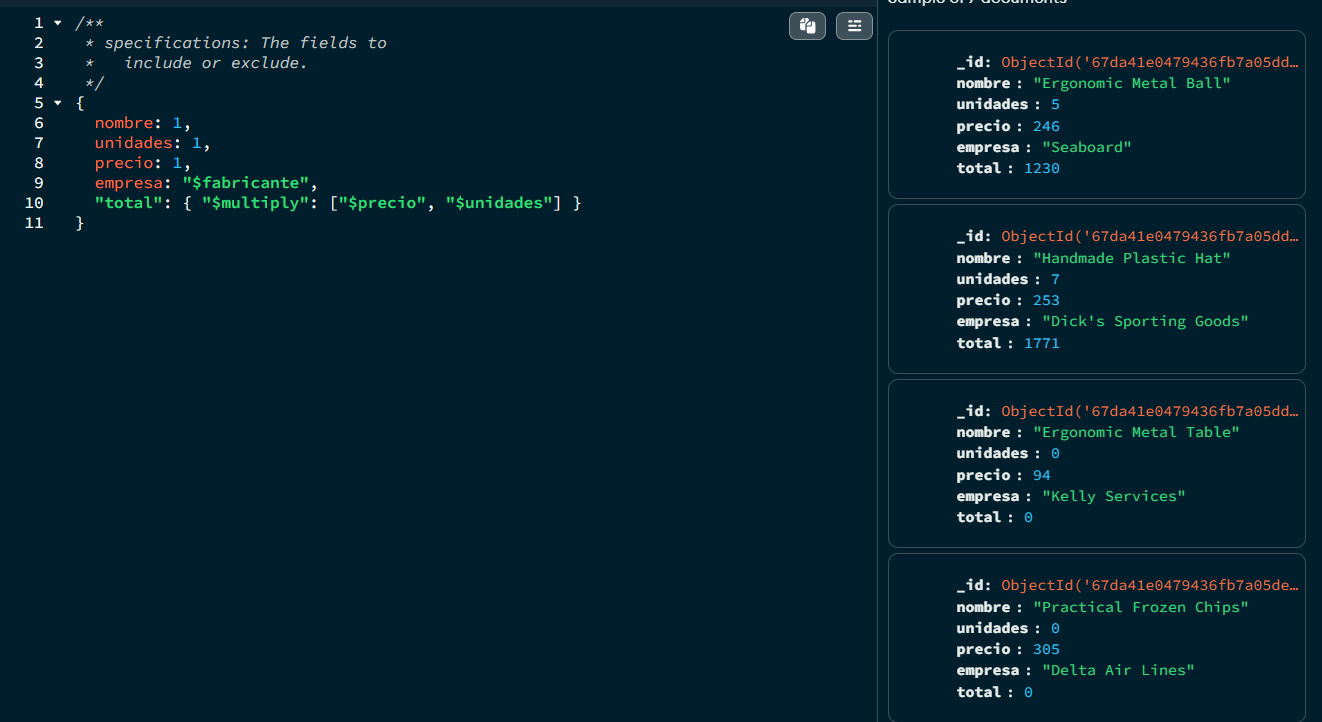 1 /**
2 * specifications: The fields to
3 * include or exclude.
4 */
5 {
6 nombre: 1,
7 unidades: 1,
8 precio: 1,
9 empresa: "$fabricante",
10 "total": { "$multiply": ["$precio", "$unidades"] }
11 }
Sample of 7 documents
_id: ObjectId('67da41e0479436fb7a05dd…
nombre : "Ergonomic Metal Ball"
unidades : 5
precio : 246
empresa : "Seaboard"
total : 1230
_id: ObjectId('67da41e0479436fb7a05dd…
nombre : "Handmade Plastic Hat"
unidades : 7
precio : 253
empresa : "Dick's Sporting Goods"
total : 1771
_id: ObjectId('67da41e0479436fb7a05dd…
nombre : "Ergonomic Metal Table"
unidades : 0
precio : 94
empresa : "Kelly Services"
total : 0
_id: ObjectId('67da41e0479436fb7a05de…
nombre : "Practical Frozen Chips"
unidades : 0
precio : 305
empresa : "Delta Air Lines"
total : 0